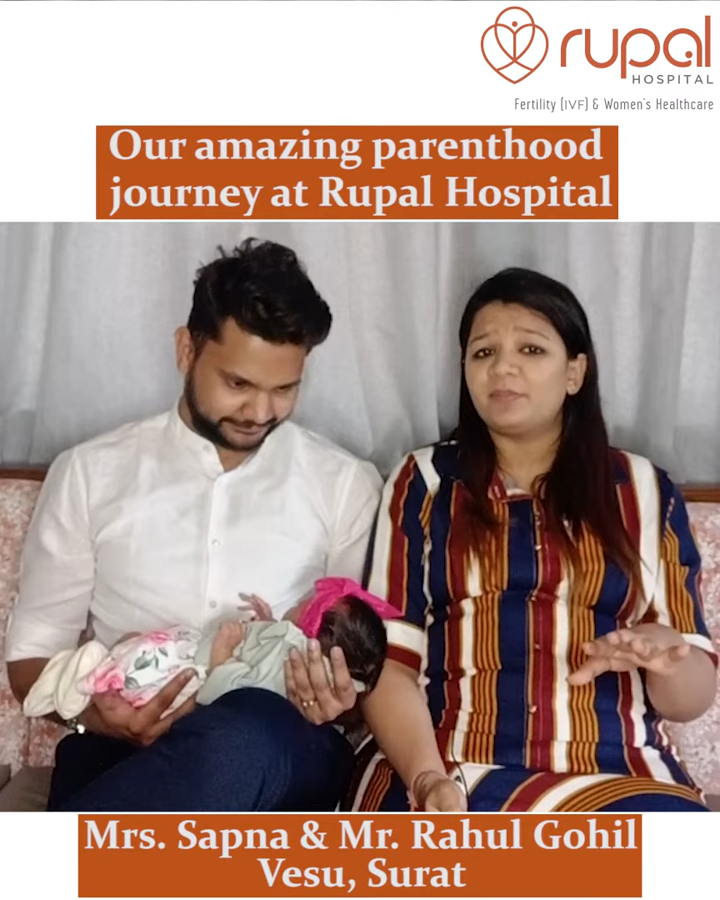 rupal
HOSPITAL
Fertility (IVF) & Women's Healthcare
Our amazing parenthood
journey at Rupal Hospital
Mrs. Sapna & Mr. Rahul Gohil
Vesu, Surat